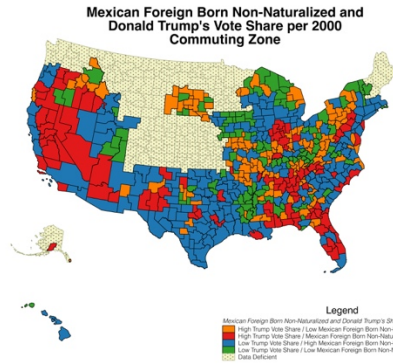 Mexican Foreign Born Non-Naturalized and
Donald Trump's Vote Share per 2000
Commuting Zone
Legend
Mexican Foreign Born Non-Naturalized and Donald Trump's Sh
High Trump Vote Share / Low Mexican Foreign Born Non-
High Trump Vote Share / Mexican Foreign Born Non-Natu
Low Trump Vote Share / High Mexican Foreign Born Non-
Low Trump Vote Share / Low Mexican Foreign Born Non-N
Data Deficient